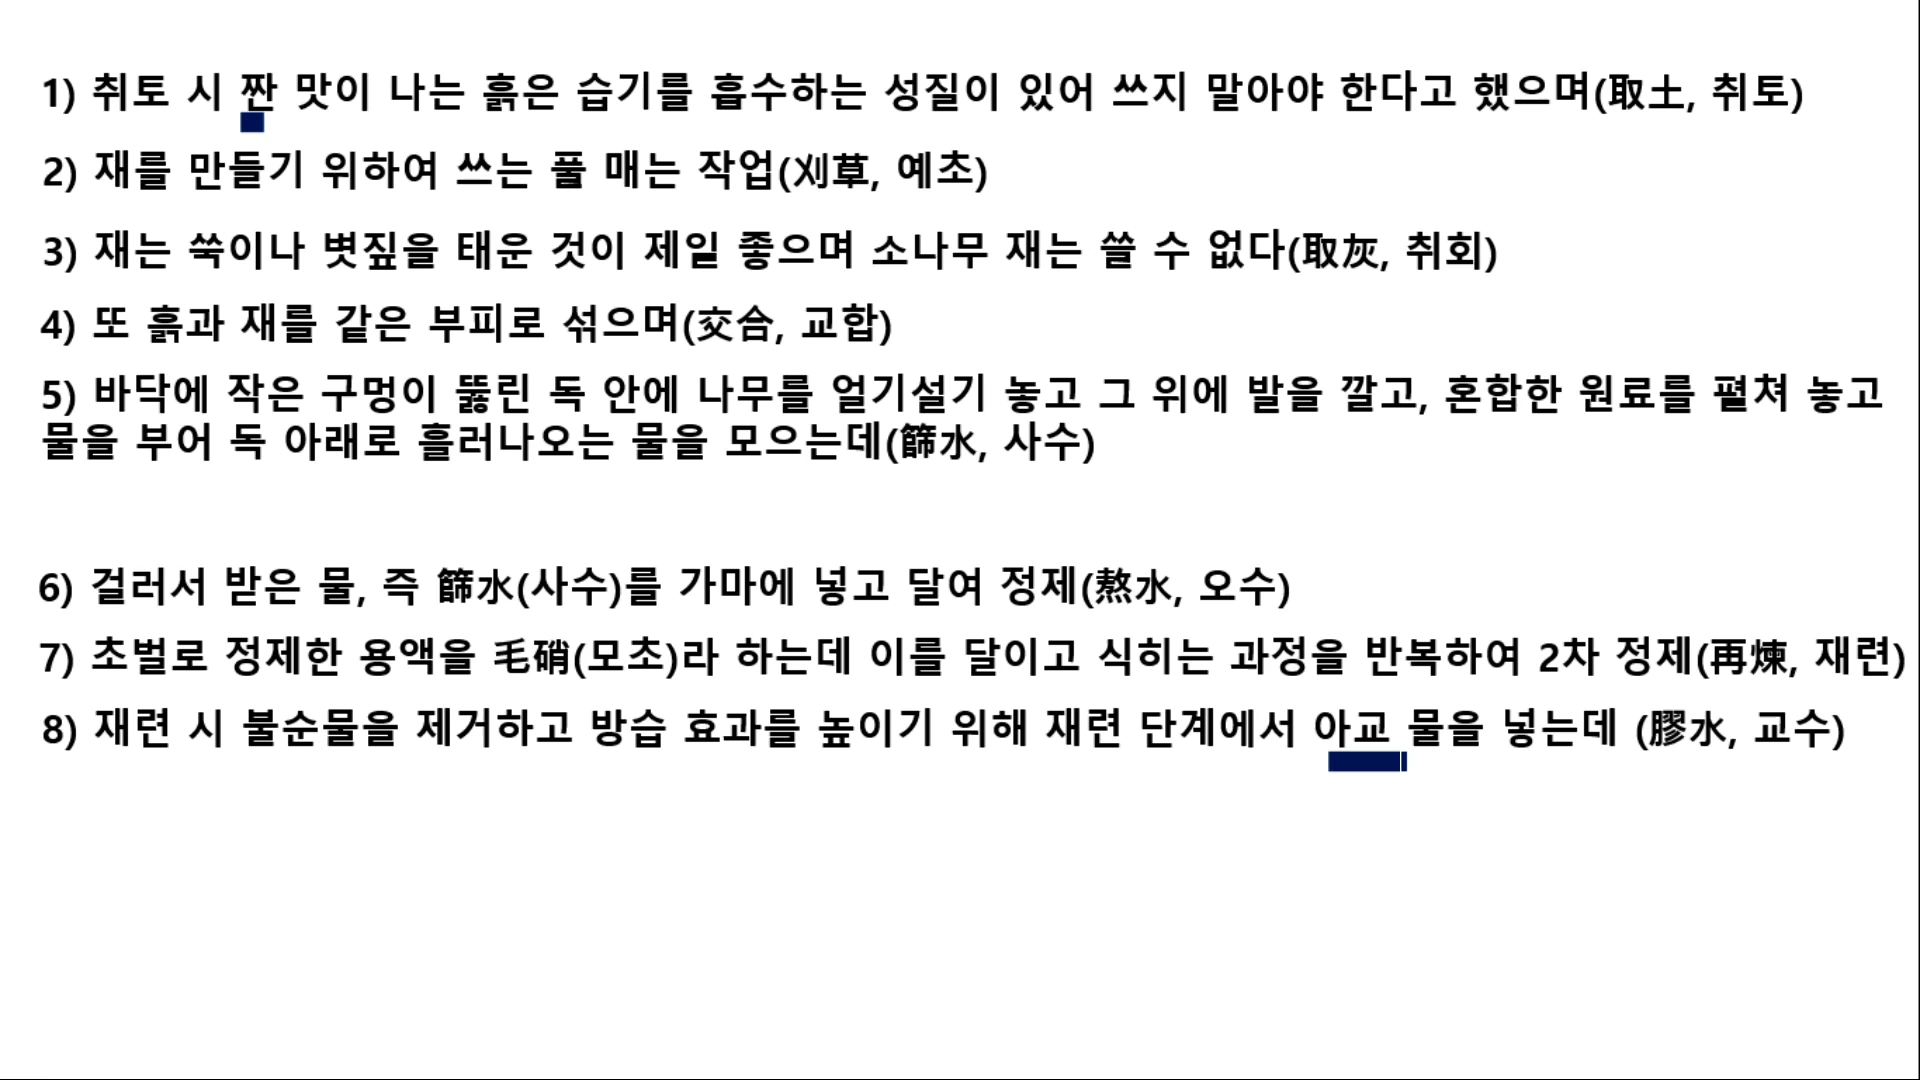 1) 취토 시 짠 맛이 나는 흙은 습기를 흡수하는 성질이 있어 쓰지 말아야 한다고 했으며(取土, 취토)
2) 재를 만들기 위하여 쓰는 풀 매는 작업(刈草, 예초)
3) 재는 쑥이나 볏짚을 태운 것이 제일 좋으며 소나무 재는 쓸 수 없다(取灰, 취회)
4) 또 흙과 재를 같은 부피로 섞으며(交合, 교합)
5) 바닥에 작은 구멍이 뚫린 독 안에 나무를 얼기설기 놓고 그 위에 발을 깔고, 혼합한 원료를 펼쳐 놓고
물을 부어 독 아래로 흘러나오는 물을 모으는데(篩水, 사수)
6) 걸러서 받은 물, 즉 篩水(사수)를 가마에 넣고 달여 정제(熬水, 오수)
7) 초벌로 정제한 용액을 毛硝(모초)라 하는데 이를 달이고 식히는 과정을 반복하여 2차 정제(再煉, 재련)
8) 재련 시 불순물을 제거하고 방습 효과를 높이기 위해 재련 단계에서 아교 물을 넣는데 (膠水, 교수)